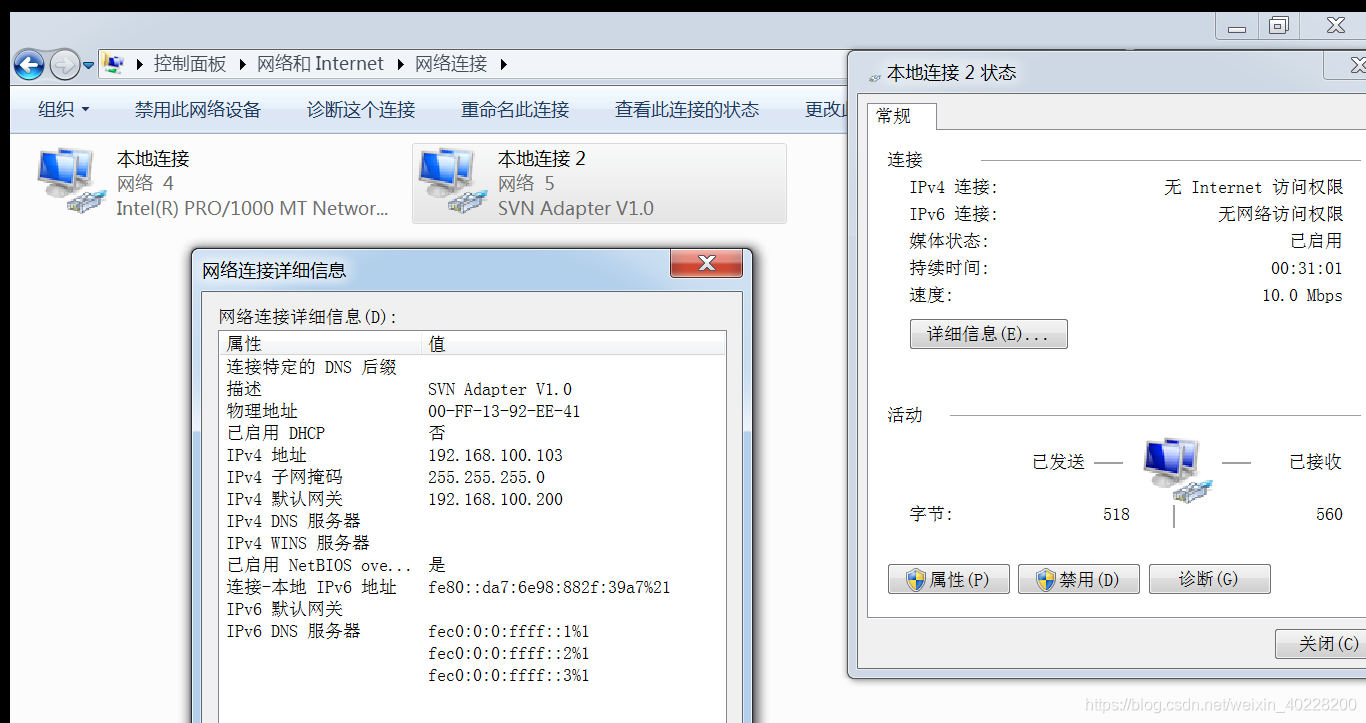 控制面板 网络和 Internet 网络连接
组织 禁用此网络设备 诊断这个连接 重命名此连接 查看此连接的状态 更改
本地连接
网络 4
Intel(R) PRO/1000 MT Networ...
本地连接 2
网络 5
SVN Adapter V1.0
网络连接详细信息
网络连接详细信息(D):
属性 值
连接特定的 DNS 后缀
描述 SVN Adapter V1.0
物理地址 00-FF-13-92-EE-41
已启用 DHCP 否
IPv4 地址 192.168.100.103
IPv4 子网掩码 255.255.255.0
IPv4 默认网关 192.168.100.200
IPv4 DNS 服务器
IPv4 WINS 服务器
已启用 NetBIOS ove... 是
连接-本地 IPv6 地址 fe80::da7:6e98:882f:39a7%21
IPv6 默认网关
IPv6 DNS 服务器 fec0:0:0:ffff::1%1
fec0:0:0:ffff::2%1
fec0:0:0:ffff::3%1
本地连接 2 状态
常规
连接
IPv4 连接: 无 Internet 访问权限
IPv6 连接: 无网络访问权限
媒体状态: 已启用
持续时间: 00:31:01
速度: 10.0 Mbps
详细信息(E)...
活动
已发送 已接收
字节: 518 560
属性(P) 禁用(D) 诊断(G)
关闭(C)
https://blog.csdn.net/weixin_40228200